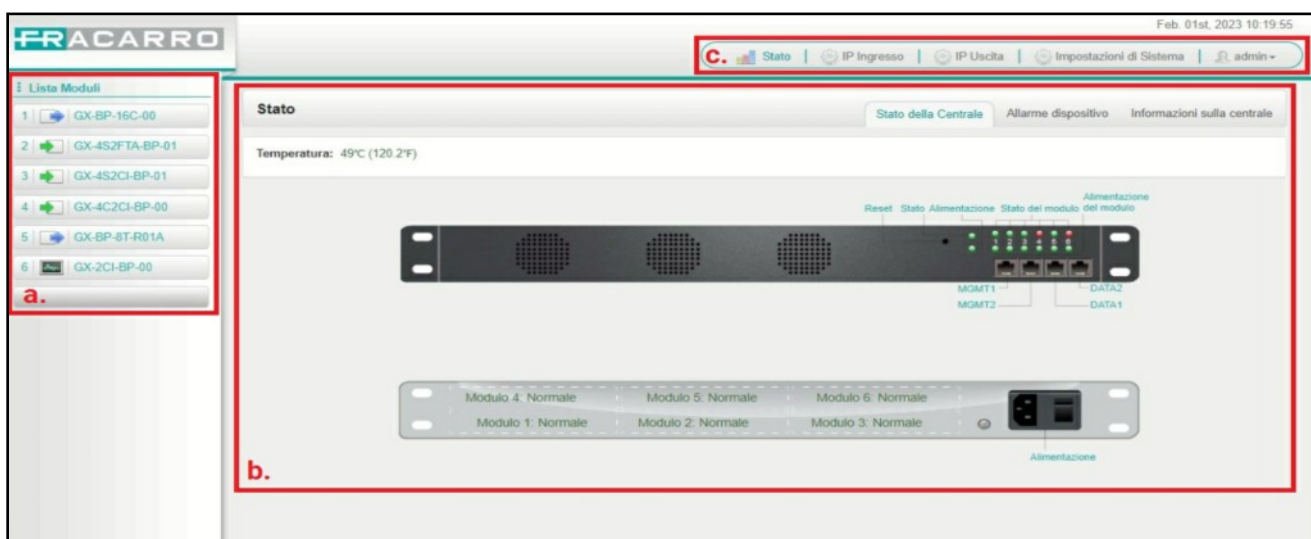 Feb. 01st, 2023 10:19:55
FRACARRO
c. Stato | IP Ingresso | IP Uscita | Impostazioni di Sistema | admin
Lista Moduli
1 GX-BP-16C-00
2 GX-4S2FTA-BP-01
3 GX-4S2CI-BP-01
4 GX-4C2CI-BP-00
5 GX-BP-8T-R01A
6 GX-2CI-BP-00
a.
Stato
Stato della Centrale Allarme dispositivo Informazioni sulla centrale
Temperatura: 49°C (120.2°F)
Reset Stato Alimentazione Stato del modulo Alimentazione del modulo
1 2 3 4 5 6
MGMT1 DATA2
MGMT2 DATA1
Modulo 4: Normale Modulo 5: Normale Modulo 6: Normale
Modulo 1: Normale Modulo 2: Normale Modulo 3: Normale
Alimentazione
b.